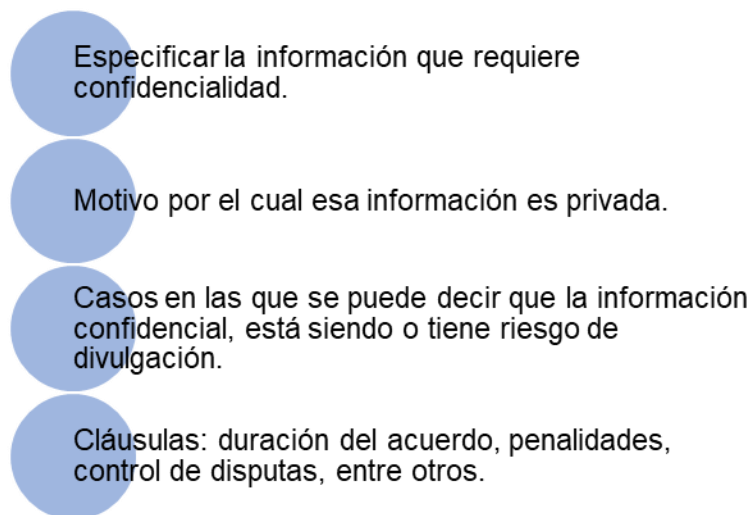 Especificar la información que requiere
confidencialidad.
Motivo por el cual esa información es privada.
Casos en las que se puede decir que la información
confidencial, está siendo o tiene riesgo de
divulgación.
Cláusulas: duración del acuerdo, penalidades,
control de disputas, entre otros.